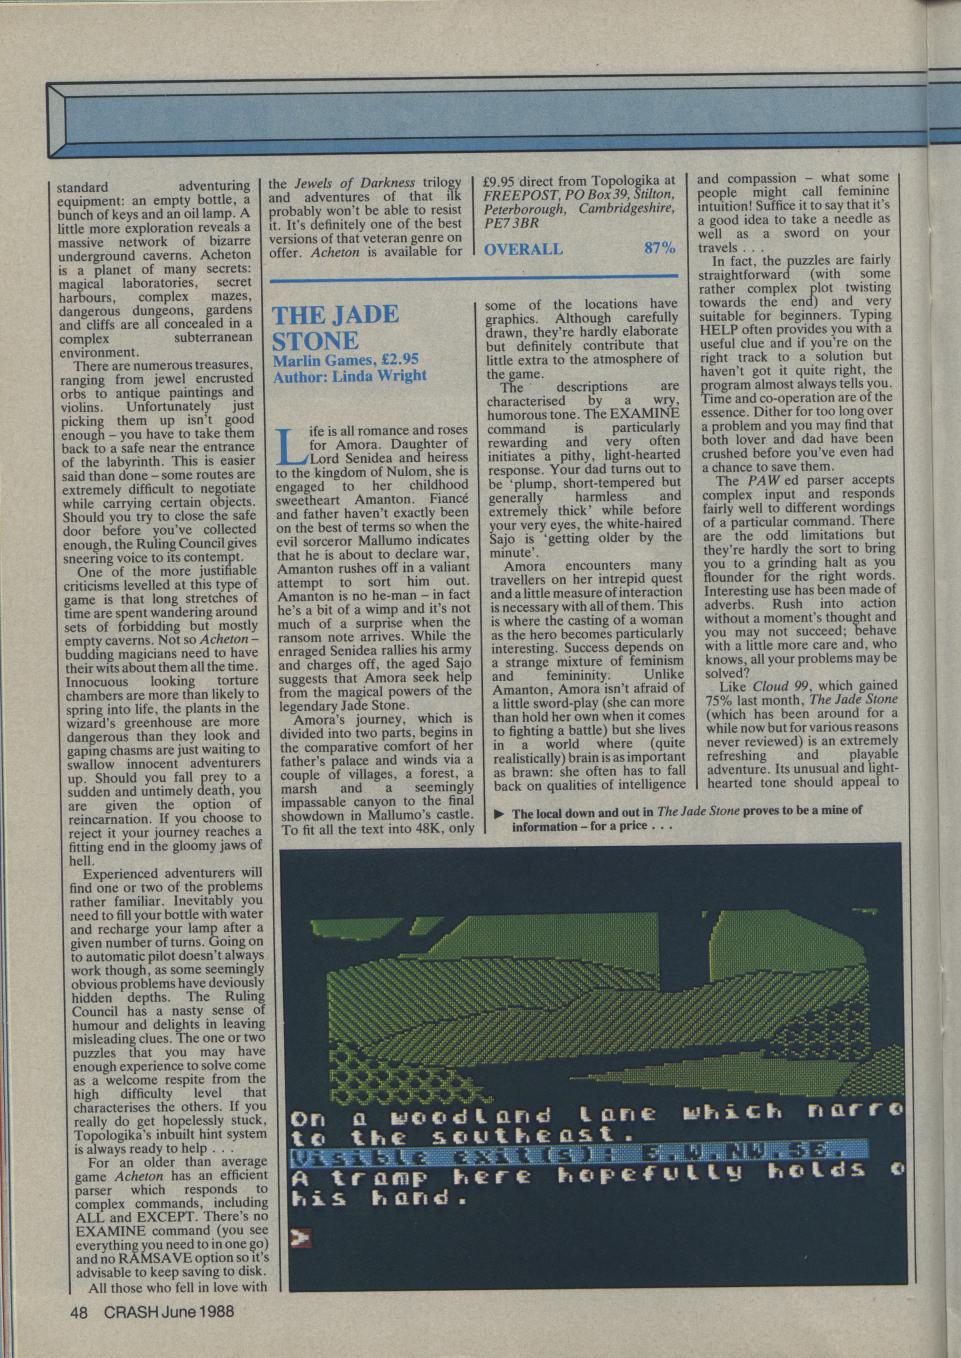 standard adventuring
equipment: an empty bottle, a
bunch of keys and an oil lamp. A
little more exploration reveals a
massive network of bizarre
underground caverns. Acheton
is a planet of many secrets:
magical laboratories, secret
harbours, complex mazes,
dangerous dungeons, gardens
and cliffs are all concealed in a
complex subterranean
environment.
There are numerous treasures,
ranging from jewel encrusted
orbs to antique paintings and
violins. Unfortunately just
picking them up isn't good
enough – you have to take them
back to a safe near the entrance
of the labyrinth. This is easier
said than done – some routes are
extremely difficult to negotiate
while carrying certain objects.
Should you try to close the safe
door before you've collected
enough, the Ruling Council gives
sneering voice to its contempt.
One of the more justifiable
criticisms levelled at this type of
game is that long stretches of
time are spent wandering around
sets of forbidding but mostly
empty caverns. Not so Acheton –
budding magicians need to have
their wits about them all the time.
Innocuous looking torture
chambers are more than likely to
spring into life, the plants in the
wizard's greenhouse are more
dangerous than they look and
gaping chasms are just waiting to
swallow innocent adventurers
up. Should you fall prey to a
sudden and untimely death, you
are given the option of
reincarnation. If you choose to
reject it your journey reaches a
fitting end in the gloomy jaws of
hell.
Experienced adventurers will
find one or two of the problems
rather familiar. Inevitably you
need to fill your bottle with water
and recharge your lamp after a
given number of turns. Going on
to automatic pilot doesn't always
work though, as some seemingly
obvious problems have deviously
hidden depths. The Ruling
Council has a nasty sense of
humour and delights in leaving
misleading clues. The one or two
puzzles that you may have
enough experience to solve come
as a welcome respite from the
high difficulty level that
characterises the others. If you
really do get hopelessly stuck,
Topologika's inbuilt hint system
is always ready to help . . .
For an older than average
game Acheton has an efficient
parser which responds to
complex commands, including
ALL and EXCEPT. There's no
EXAMINE command (you see
everything you need to in one go)
and no RAMSAVE option so it's
advisable to keep saving to disk.
All those who fell in love with
the Jewels of Darkness trilogy
and adventures of that ilk
probably won't be able to resist
it. It's definitely one of the best
versions of that veteran genre on
offer. Acheton is available for
£9.95 direct from Topologika at
FREEPOST, PO Box 39, Stilton,
Peterborough, Cambridgeshire,
PE7 3BR
OVERALL 87%
THE JADE
STONE
Marlin Games, £2.95
Author: Linda Wright
Life is all romance and roses
for Amora. Daughter of
Lord Senidea and heiress
to the kingdom of Nulom, she is
engaged to her childhood
sweetheart Amanton. Fiancé
and father haven't exactly been
on the best of terms so when the
evil sorceror Mallumo indicates
that he is about to declare war,
Amanton rushes off in a valiant
attempt to sort him out.
Amanton is no he-man – in fact
he's a bit of a wimp and it's not
much of a surprise when the
ransom note arrives. While the
enraged Senidea rallies his army
and charges off, the aged Sajo
suggests that Amora seek help
from the magical powers of the
legendary Jade Stone.
Amora's journey, which is
divided into two parts, begins in
the comparative comfort of her
father's palace and winds via a
couple of villages, a forest, a
marsh and a seemingly
impassable canyon to the final
showdown in Mallumo's castle.
To fit all the text into 48K, only
some of the locations have
graphics. Although carefully
drawn, they're hardly elaborate
but definitely contribute that
little extra to the atmosphere of
the game.
The descriptions are
characterised by a wry,
humorous tone. The EXAMINE
command is particularly
rewarding and very often
initiates a pithy, light-hearted
response. Your dad turns out to
be 'plump, short-tempered but
generally harmless and
extremely thick' while before
your very eyes, the white-haired
Sajo is 'getting older by the
minute'.
Amora encounters many
travellers on her intrepid quest
and a little measure of interaction
is necessary with all of them. This
is where the casting of a woman
as the hero becomes particularly
interesting. Success depends on
a strange mixture of feminism
and femininity. Unlike
Amanton, Amora isn't afraid of
a little sword-play (she can more
than hold her own when it comes
to fighting a battle) but she lives
in a world where (quite
realistically) brain is as important
as brawn: she often has to fall
back on qualities of intelligence
and compassion – what some
people might call feminine
intuition! Suffice it to say that it's
a good idea to take a needle as
well as a sword on your
travels . . .
In fact, the puzzles are fairly
straightforward (with some
rather complex plot twisting
towards the end) and very
suitable for beginners. Typing
HELP often provides you with a
useful clue and if you're on the
right track to a solution but
haven't got it quite right, the
program almost always tells you.
Time and co-operation are of the
essence. Dither for too long over
a problem and you may find that
both lover and dad have been
crushed before you've even had
a chance to save them.
The PAWed parser accepts
complex input and responds
fairly well to different wordings
of a particular command. There
are the odd limitations but
they're hardly the sort to bring
you to a grinding halt as you
flounder for the right words.
Interesting use has been made of
adverbs. Rush into action
without a moment's thought and
you may not succeed; behave
with a little more care and, who
knows, all your problems may be
solved?
Like Cloud 99, which gained
75% last month, The Jade Stone
(which has been around for a
while now but for various reasons
never reviewed) is an extremely
refreshing and playable
adventure. Its unusual and light-
hearted tone should appeal to
► The local down and out in The Jade Stone proves to be a mine of
information – for a price . . .
On a woodland lane which narro
to the southeast.
Visible exit(s): E.W.NW.SE.
A tramp here hopefully holds o
his hand.
>
48 CRASH June 1988